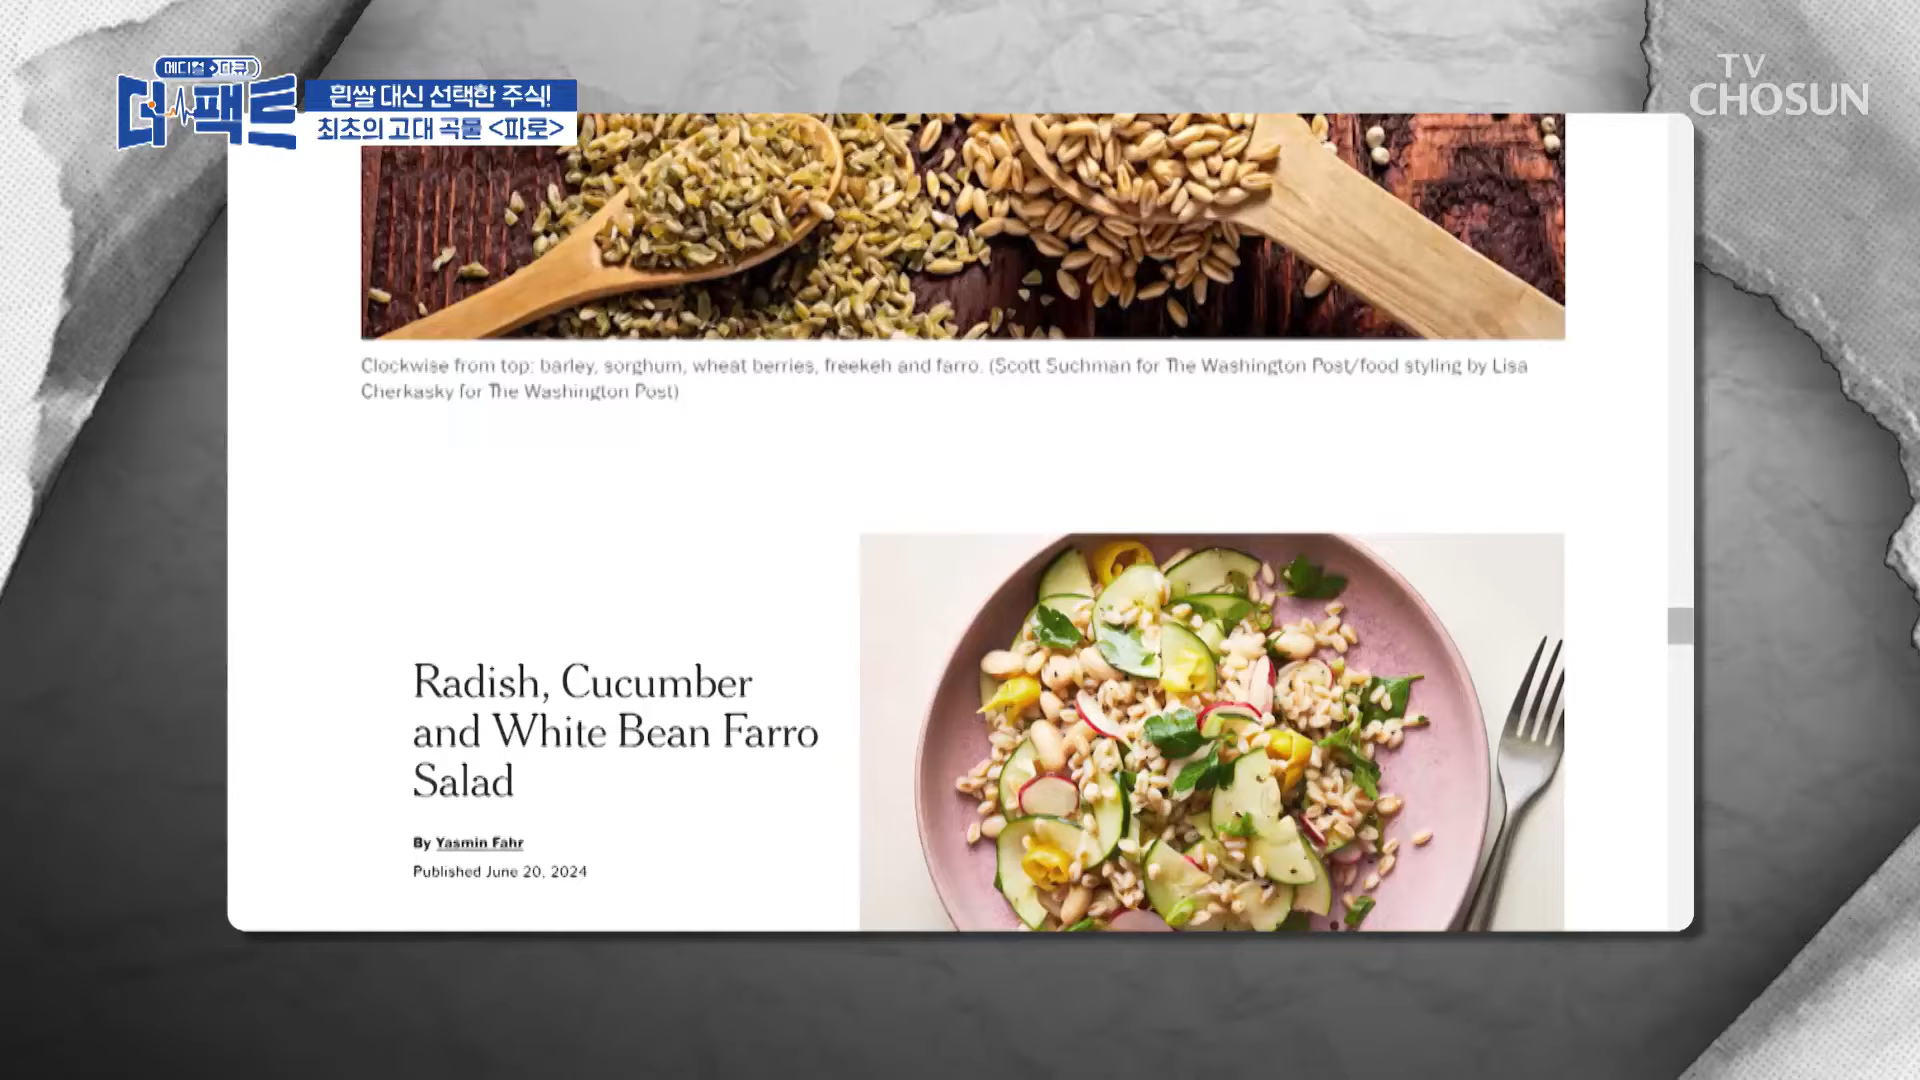 메디컬 다큐
더 팩트
흰쌀 대신 선택한 주식!
최초의 고대 곡물 <파로>
TV
CHOSUN
Clockwise from top: barley, sorghum, wheat berries, freekeh and farro. (Scott Suchman for The Washington Post/food styling by Lisa
Cherkasky for The Washington Post)
Radish, Cucumber
and White Bean Farro
Salad
By Yasmin Fahr
Published June 20, 2024